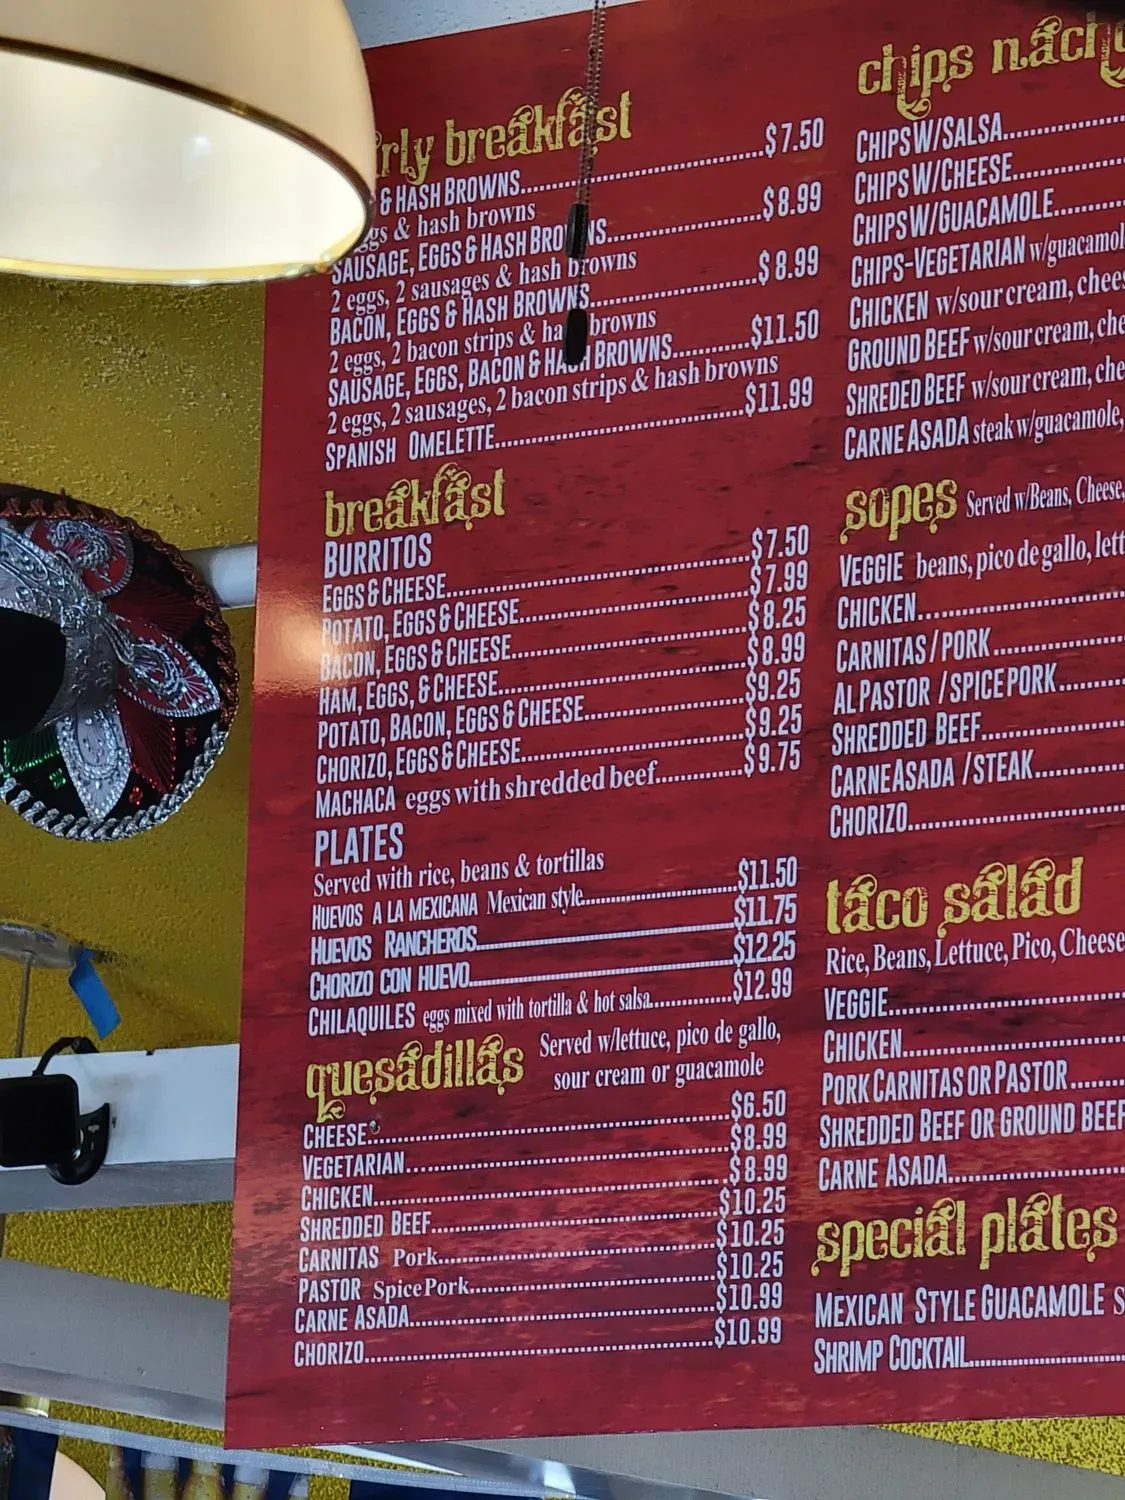 rly breakfast
& HASH BROWNS $7.50
eggs & hash browns
SAUSAGE, EGGS & HASH BROWNS $8.99
2 eggs, 2 sausages & hash browns
BACON, EGGS & HASH BROWNS $8.99
2 eggs, 2 bacon strips & hash browns
SAUSAGE, EGGS, BACON & HASH BROWNS $11.50
2 eggs, 2 sausages, 2 bacon strips & hash browns
SPANISH OMELETTE $11.99
breakfast
BURRITOS
EGGS & CHEESE $7.50
POTATO, EGGS & CHEESE $7.99
BACON, EGGS & CHEESE $8.25
HAM, EGGS, & CHEESE $8.99
POTATO, BACON, EGGS & CHEESE $9.25
CHORIZO, EGGS & CHEESE $9.25
MACHACA eggs with shredded beef $9.75
PLATES
Served with rice, beans & tortillas
HUEVOS A LA MEXICANA Mexican style $11.50
HUEVOS RANCHEROS $11.75
CHORIZO CON HUEVO $12.25
CHILAQUILES eggs mixed with tortilla & hot salsa $12.99
quesadillas Served w/lettuce, pico de gallo,
sour cream or guacamole
CHEESE $6.50
VEGETARIAN $8.99
CHICKEN $8.99
SHREDDED BEEF $10.25
CARNITAS Pork $10.25
PASTOR Spice Pork $10.25
CARNE ASADA $10.99
CHORIZO $10.99
chips nacho
CHIPS W/SALSA
CHIPS W/CHEESE
CHIPS W/GUACAMOLE
CHIPS-VEGETARIAN w/guacamol
CHICKEN w/sour cream, chees
GROUND BEEF w/sour cream, che
SHREDED BEEF w/sour cream, che
CARNE ASADA steak w/guacamole,
sopes Served w/Beans, Cheese,
VEGGIE beans, pico de gallo, lett
CHICKEN
CARNITAS / PORK
AL PASTOR / SPICE PORK
SHREDDED BEEF
CARNE ASADA / STEAK
CHORIZO
taco salad
Rice, Beans, Lettuce, Pico, Cheese
VEGGIE
CHICKEN
PORK CARNITAS OR PASTOR
SHREDDED BEEF OR GROUND BEEF
CARNE ASADA
special plates
MEXICAN STYLE GUACAMOLE S
SHRIMP COCKTAIL